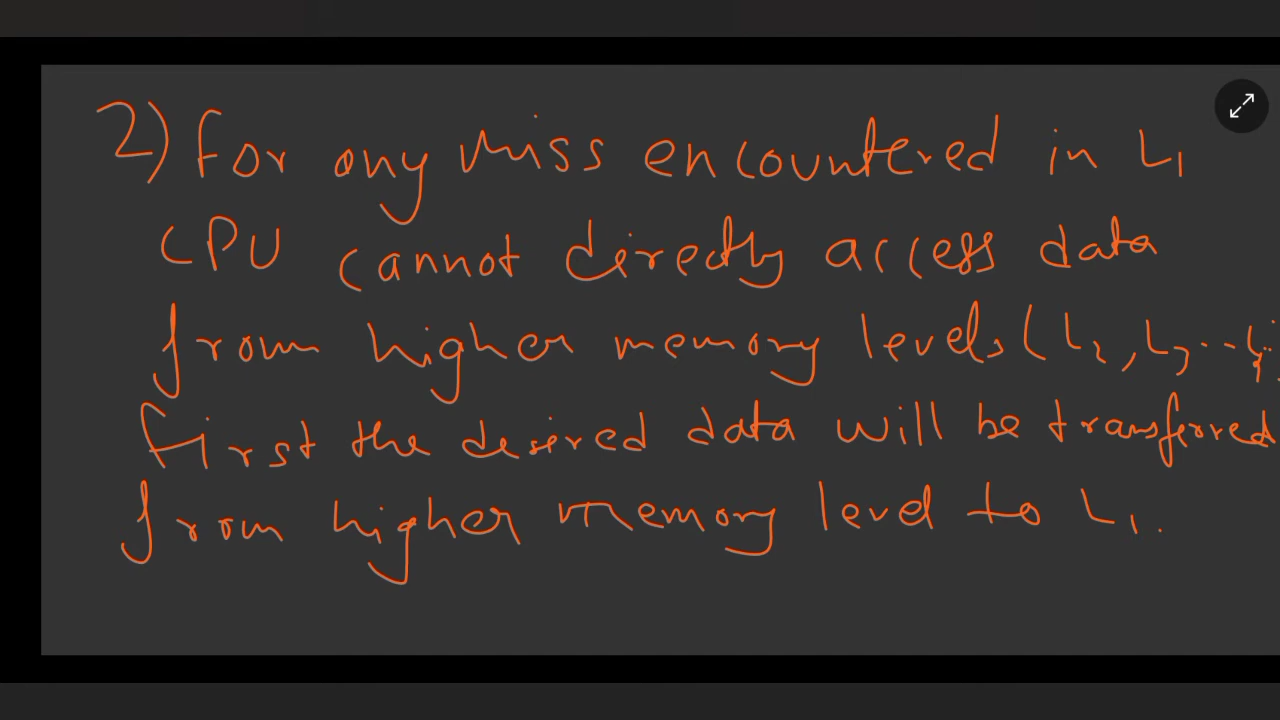 2) For any miss encountered in L1
CPU cannot directly access data
from higher memory levels (L2, L3..
First the desired data will be transferred
from higher memory level to L1.